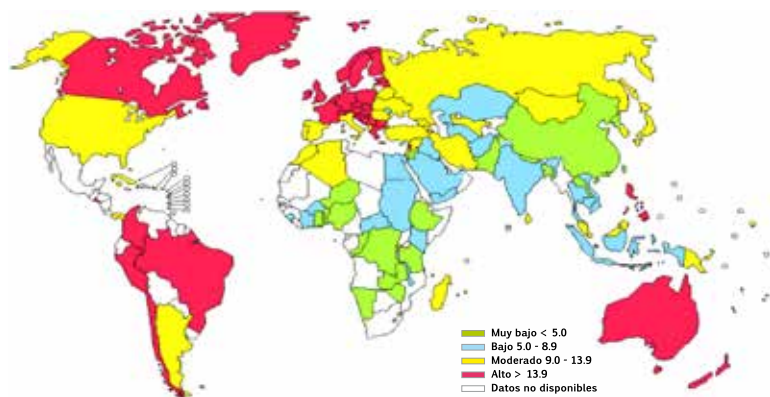 Muy bajo < 5.0
Bajo 5.0 - 8.9
Moderado 9.0 - 13.9
Alto > 13.9
Datos no disponibles